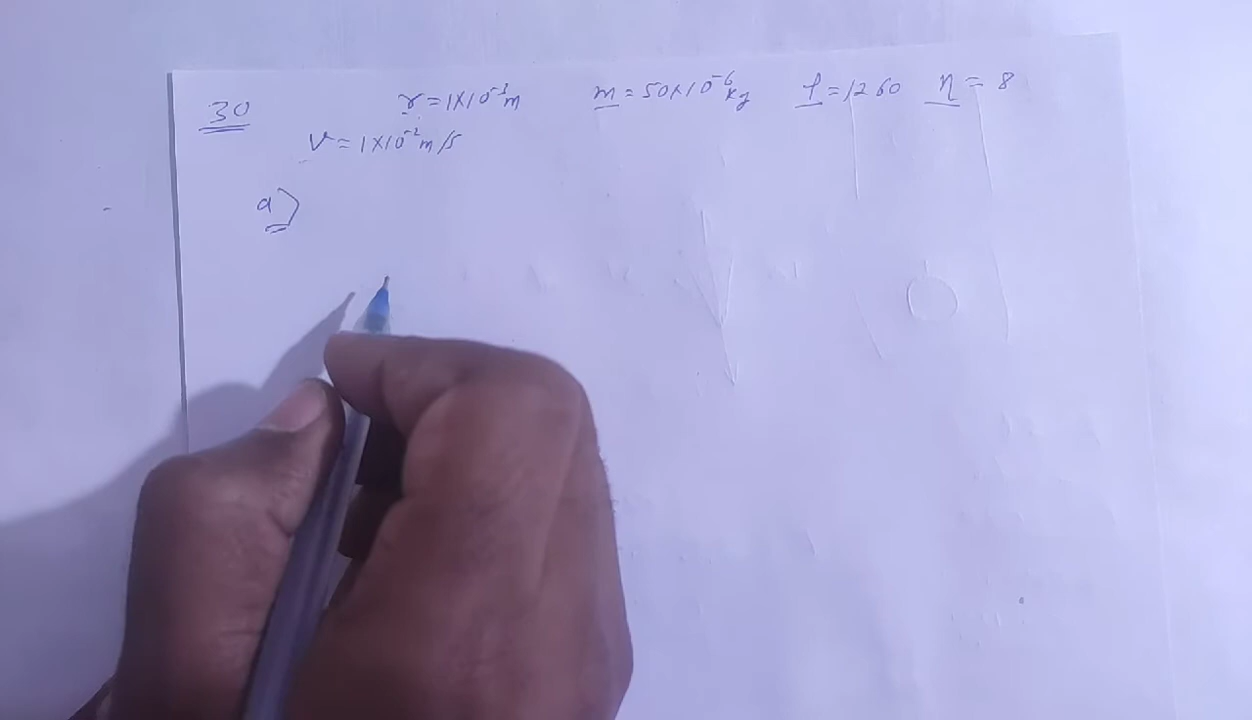 30 r = 1×10⁻³m m = 50×10⁻⁶kg ρ = 1260 η = 8
v = 1×10⁻²m/s
a)